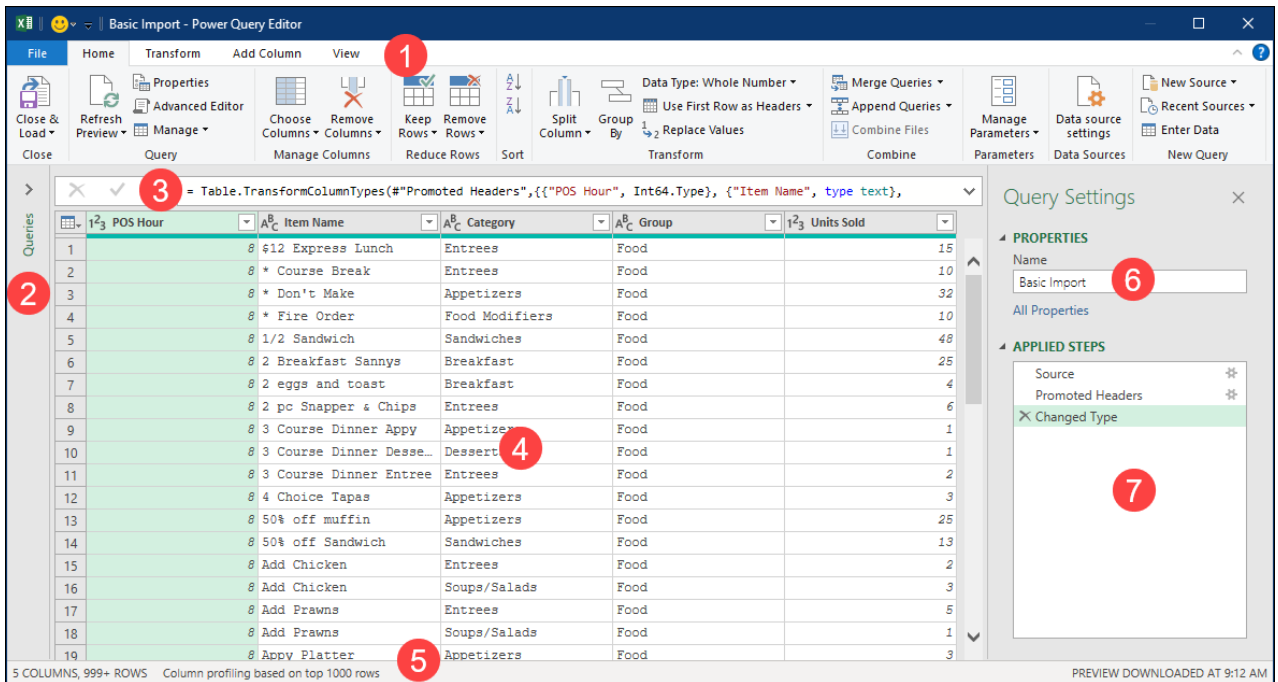 Basic Import - Power Query Editor
File Home Transform Add Column View
1
Close & Load
Close
Refresh Preview
Properties
Advanced Editor
Manage
Query
Choose Columns
Remove Columns
Manage Columns
Keep Rows
Remove Rows
Reduce Rows
Sort
Split Column
Group By
Data Type: Whole Number
Use First Row as Headers
Replace Values
Transform
Merge Queries
Append Queries
Combine Files
Combine
Manage Parameters
Parameters
Data source settings
Data Sources
New Source
Recent Sources
Enter Data
New Query
Queries
2
3
= Table.TransformColumnTypes(#"Promoted Headers",{{"POS Hour", Int64.Type}, {"Item Name", type text},
POS Hour Item Name Category Group Units Sold
1 8 $12 Express Lunch Entrees Food 15
2 8 * Course Break Entrees Food 10
3 8 * Don't Make Appetizers Food 32
4 8 * Fire Order Food Modifiers Food 10
5 8 1/2 Sandwich Sandwiches Food 48
6 8 2 Breakfast Sannys Breakfast Food 25
7 8 2 eggs and toast Breakfast Food 4
8 8 2 pc Snapper & Chips Entrees Food 6
9 8 3 Course Dinner Appy Appetizers Food 1
10 8 3 Course Dinner Desse… Dessert Food 1
11 8 3 Course Dinner Entree Entrees Food 2
12 8 4 Choice Tapas Appetizers Food 3
13 8 50% off muffin Appetizers Food 25
14 8 50% off Sandwich Sandwiches Food 13
15 8 Add Chicken Entrees Food 2
16 8 Add Chicken Soups/Salads Food 3
17 8 Add Prawns Entrees Food 5
18 8 Add Prawns Soups/Salads Food 1
19 8 Appy Platter Appetizers Food 3
4
5
Query Settings
PROPERTIES
Name
Basic Import
6
All Properties
APPLIED STEPS
Source
Promoted Headers
Changed Type
7
5 COLUMNS, 999+ ROWS Column profiling based on top 1000 rows
PREVIEW DOWNLOADED AT 9:12 AM